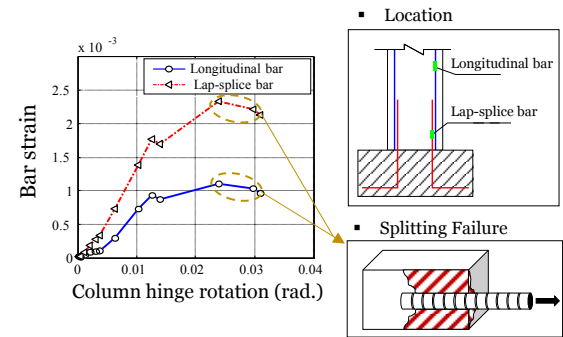 x 10⁻³
2.5
2
1.5
1
0.5
0
0 0.01 0.02 0.03 0.04
Bar strain
Column hinge rotation (rad.)
Longitudinal bar
Lap-splice bar
▪ Location
Longitudinal bar
Lap-splice bar
▪ Splitting Failure